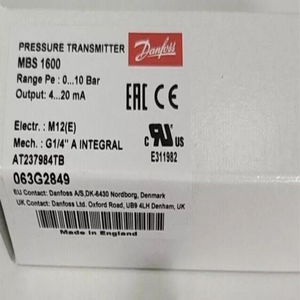 PRESSURE TRANSMITTER
Danfoss
MBS 1600
Range Pe : 0...10 Bar
Output: 4...20 mA
EAC CE
Electr. : M12(E)
Mech. : G1/4" A INTEGRAL
c UL us
AT237984TB
E311982
063G2849
EU Contact: Danfoss A/S,DK-6430 Nordborg, Denmark
UK Contact: Danfoss Ltd. Oxford Road, UB9 4LH Denham, UK
Made in England